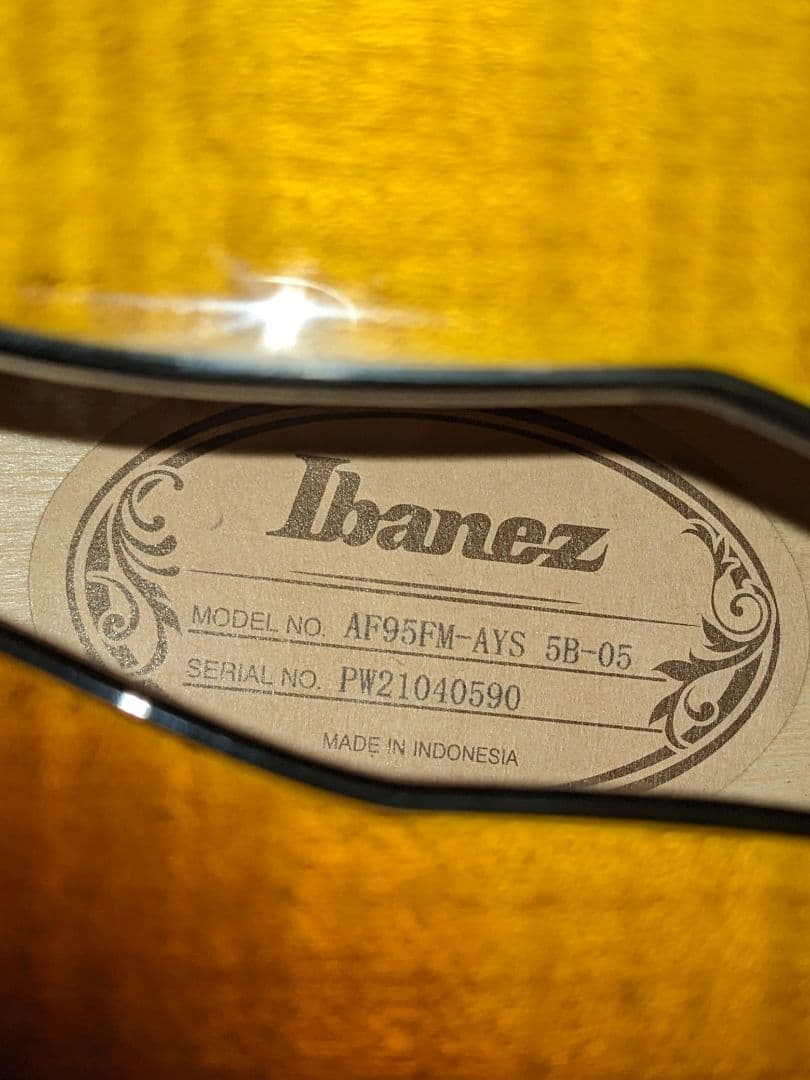 Ibanez
MODEL NO. AF95FM-AYS 5B-05
SERIAL NO. PW21040590
MADE IN INDONESIA